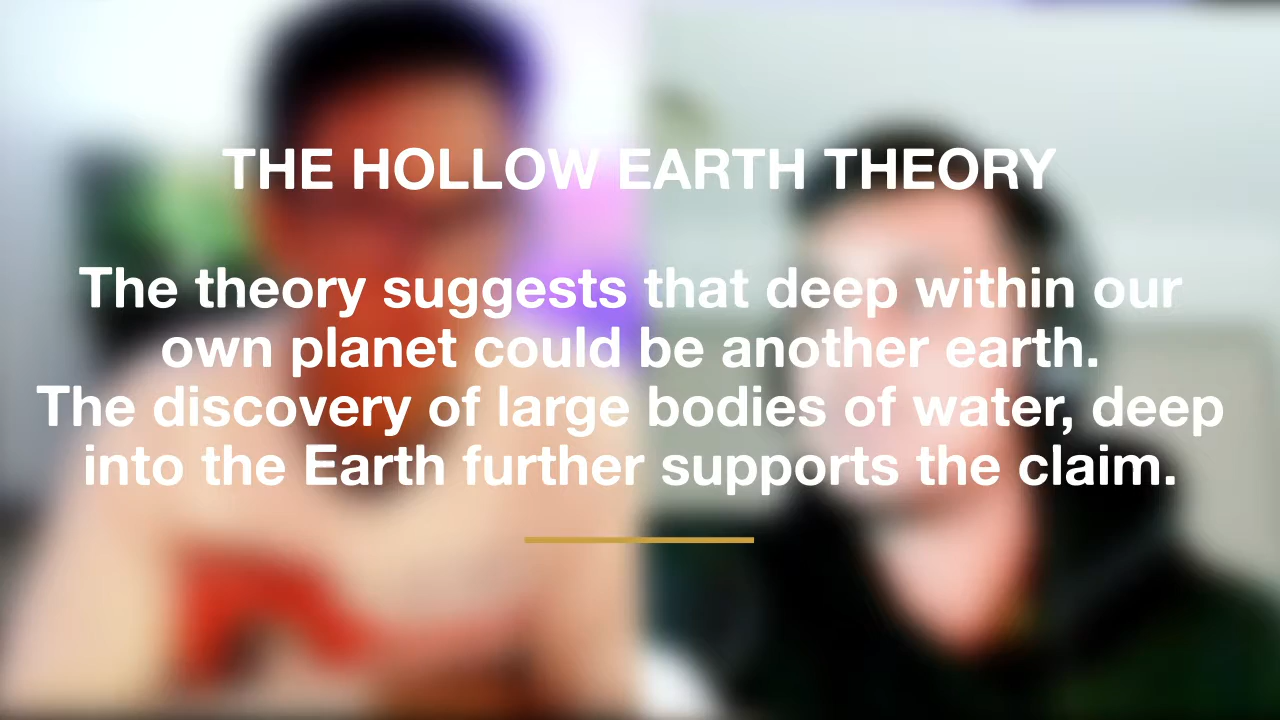 THE HOLLOW EARTH THEORY
The theory suggests that deep within our
own planet could be another earth.
The discovery of large bodies of water, deep
into the Earth further supports the claim.